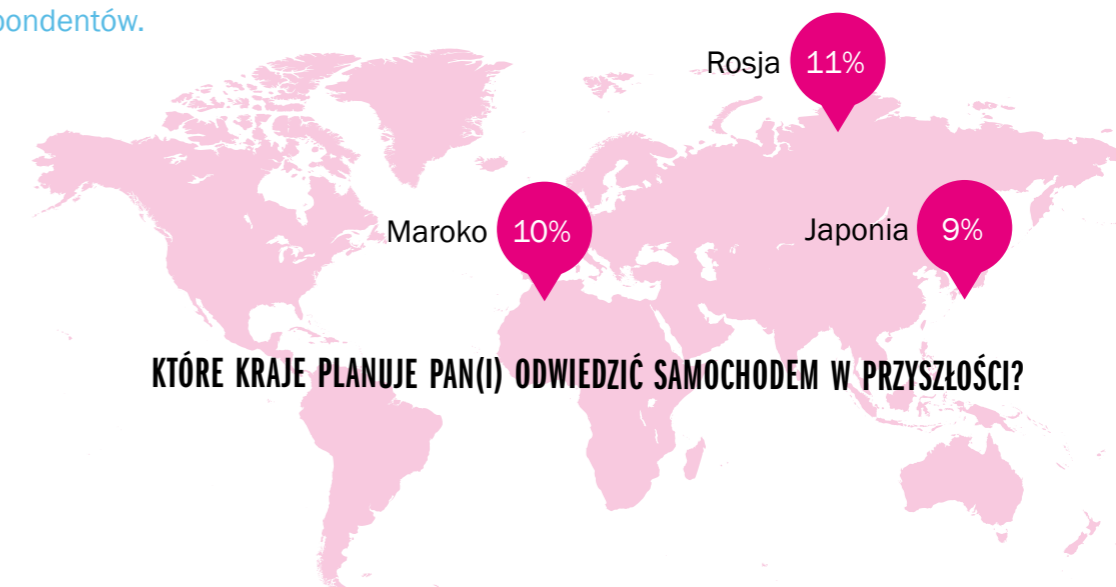 pondentów.
Rosja 11%
Maroko 10%
Japonia 9%
KTÓRE KRAJE PLANUJE PAN(I) ODWIEDZIĆ SAMOCHODEM W PRZYSZŁOŚCI?